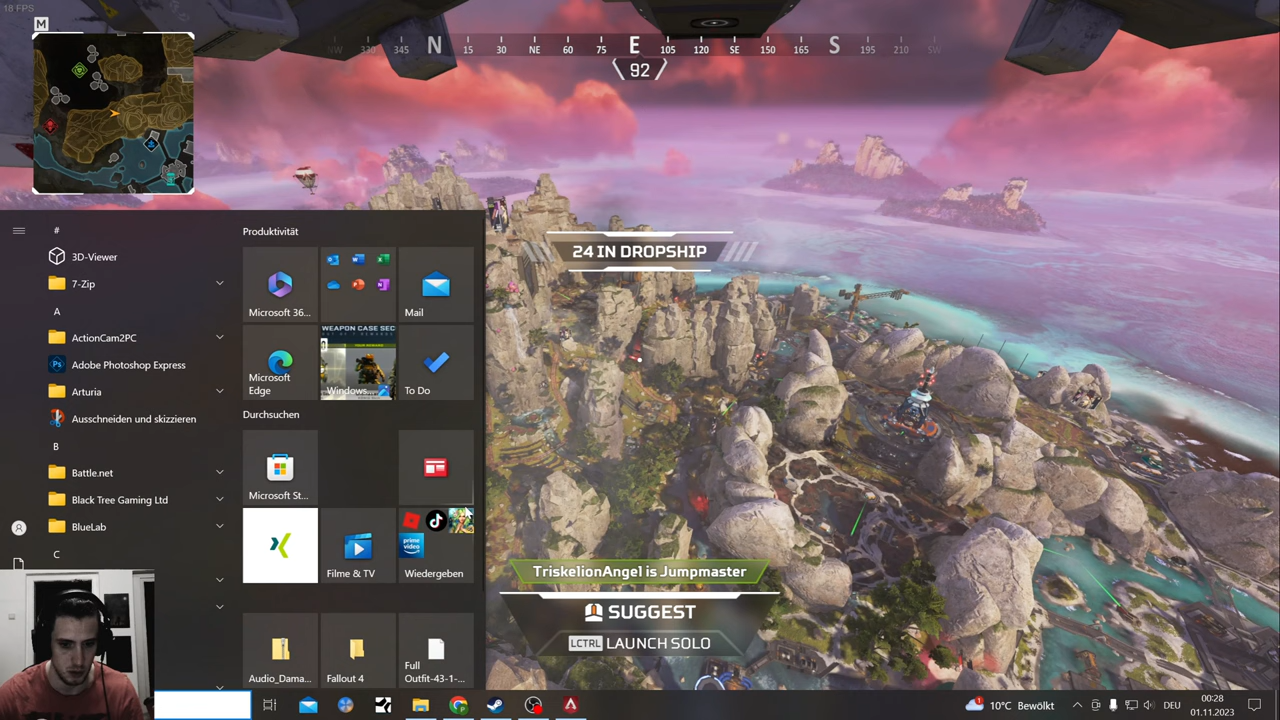 18 FPS
M
NW 330 345 N 15 30 NE 60 75 E 105 120 SE 150 165 S 195 210 SW
92
24 IN DROPSHIP
TriskelionAngel is Jumpmaster
SUGGEST
LCTRL LAUNCH SOLO
#
3D-Viewer
7-Zip
A
ActionCam2PC
Adobe Photoshop Express
Arturia
Ausschneiden und skizzieren
B
Battle.net
Black Tree Gaming Ltd
BlueLab
C
Produktivität
Microsoft 36...
Mail
Microsoft Edge
WEAPON CASE SEC
Windows...
To Do
Durchsuchen
Microsoft St...
Filme & TV
prime video
Wiedergeben
Audio_Dama...
Fallout 4
Full
Outfit-43-1-...
10°C Bewölkt
DEU
00:28
01.11.2023